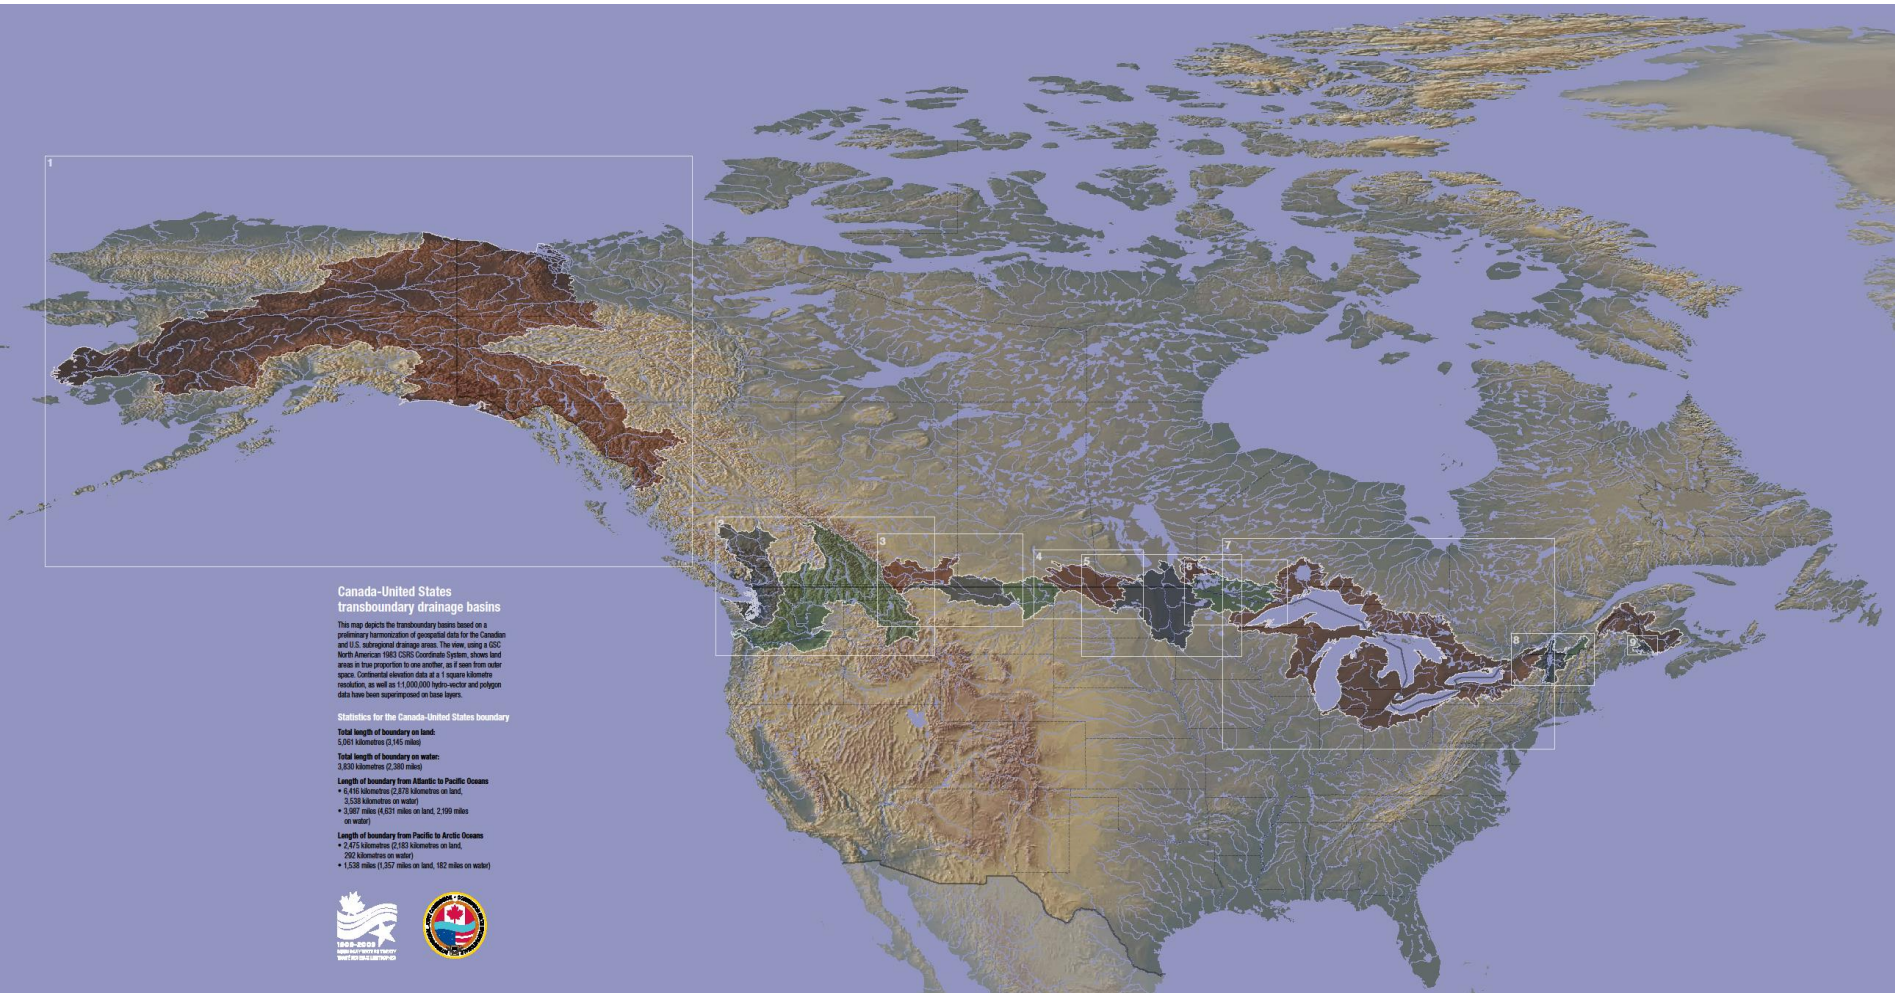 1
2
3
4
5
6
7
8
9
Canada-United States
transboundary drainage basins
This map depicts the transboundary basins based on a
preliminary harmonization of geospatial data for the Canadian
and U.S. subregional drainage areas. The view, using a GSC
North American 1983 CSRS Coordinate System, shows land
areas in true proportion to one another, as if seen from outer
space. Continental elevation data at a 1 square kilometre
resolution, as well as 1:1,000,000 hydro-vector and polygon
data have been superimposed on base layers.
Statistics for the Canada-United States boundary
Total length of boundary on land:
5,061 kilometres (3,145 miles)
Total length of boundary on water:
3,830 kilometres (2,380 miles)
Length of boundary from Atlantic to Pacific Oceans
• 6,416 kilometres (2,878 kilometres on land,
3,538 kilometres on water)
• 3,987 miles (4,631 miles on land, 2,199 miles
on water)
Length of boundary from Pacific to Arctic Oceans
• 2,475 kilometres (2,183 kilometres on land,
292 kilometres on water)
• 1,538 miles (1,357 miles on land, 182 miles on water)
1909-2009